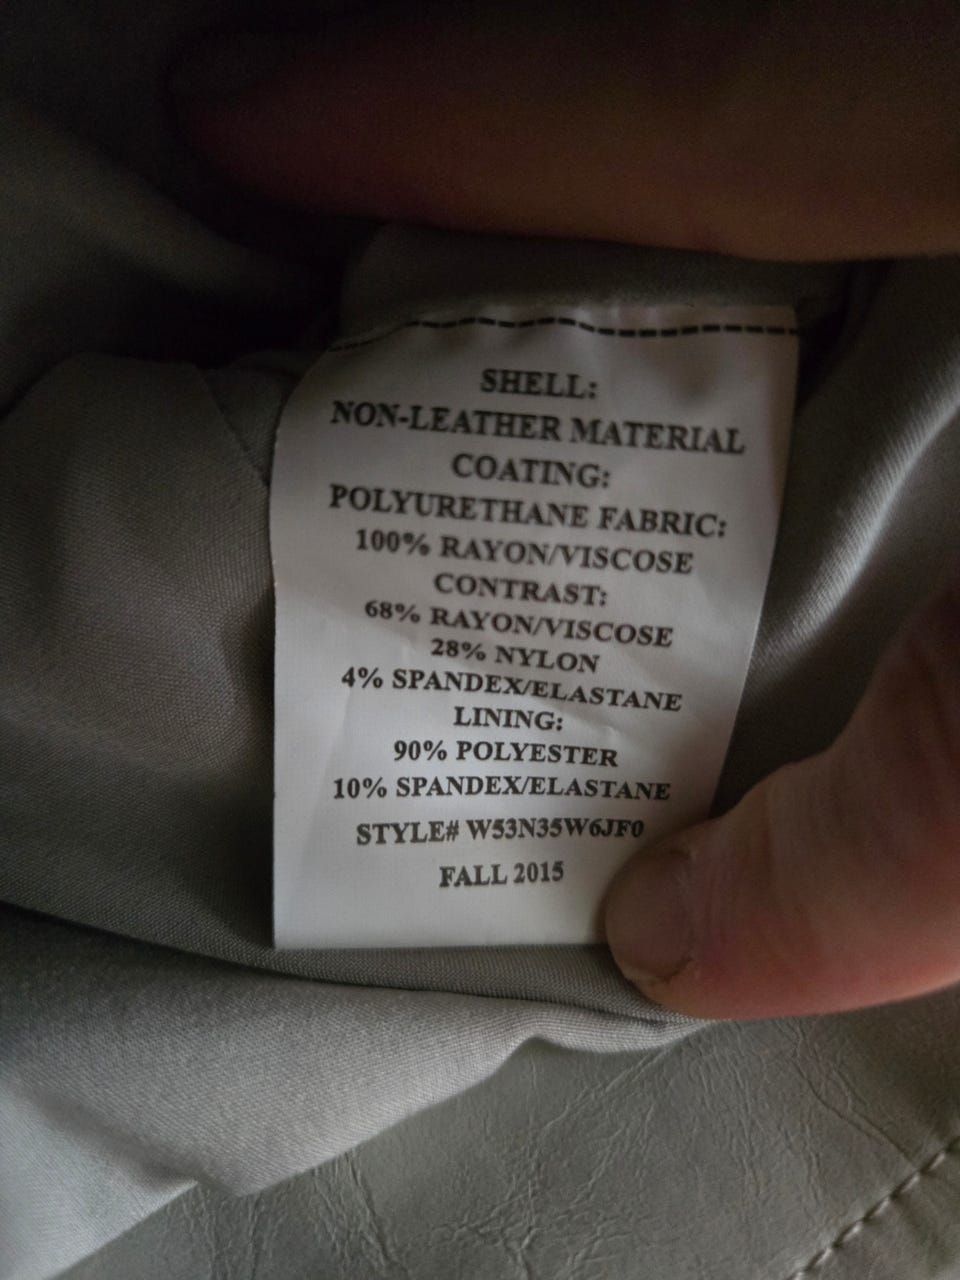 SHELL:
NON-LEATHER MATERIAL
COATING:
POLYURETHANE FABRIC:
100% RAYON/VISCOSE
CONTRAST:
68% RAYON/VISCOSE
28% NYLON
4% SPANDEX/ELASTANE
LINING:
90% POLYESTER
10% SPANDEX/ELASTANE
STYLE# W53N35W6JF0
FALL 2015